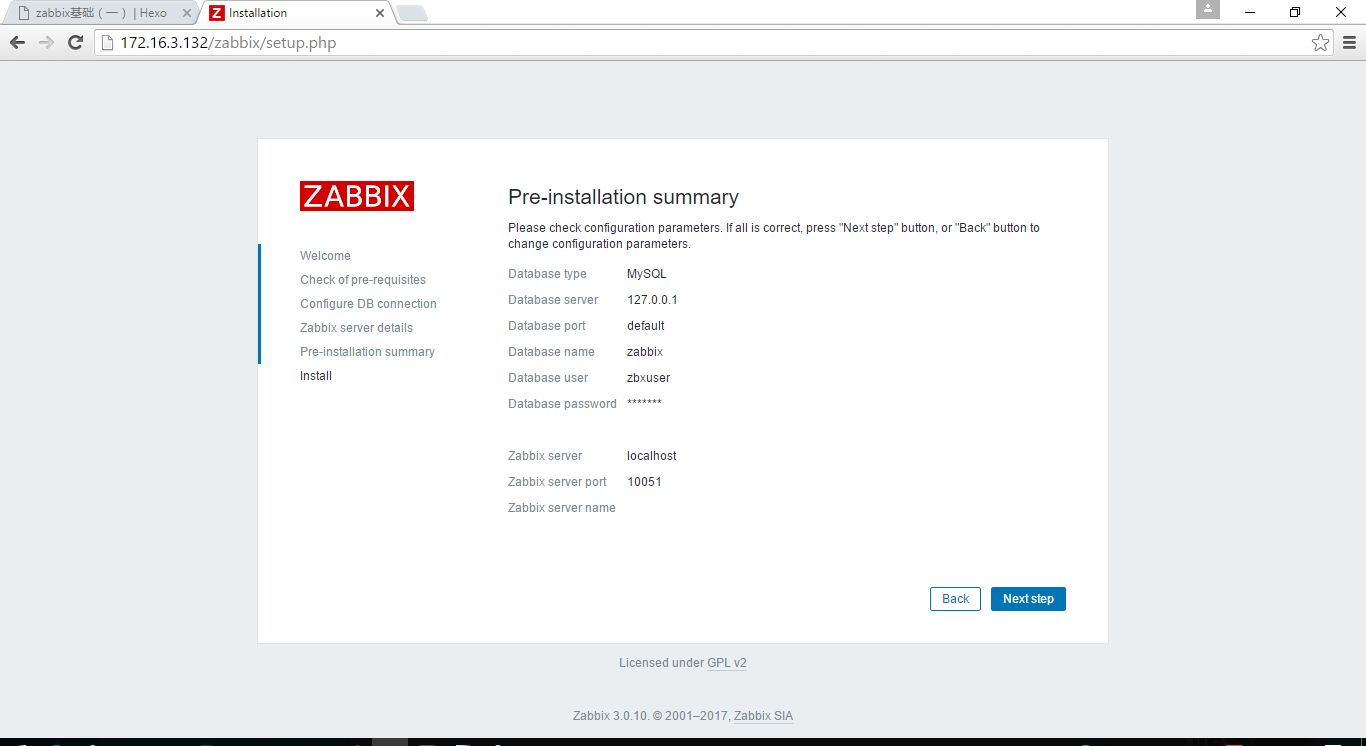 zabbix基础（一） | Hexo
Installation
172.16.3.132/zabbix/setup.php
ZABBIX
Welcome
Check of pre-requisites
Configure DB connection
Zabbix server details
Pre-installation summary
Install
Pre-installation summary
Please check configuration parameters. If all is correct, press "Next step" button, or "Back" button to
change configuration parameters.
Database type MySQL
Database server 127.0.0.1
Database port default
Database name zabbix
Database user zbxuser
Database password *******
Zabbix server localhost
Zabbix server port 10051
Zabbix server name
Back Next step
Licensed under GPL v2
Zabbix 3.0.10. © 2001–2017, Zabbix SIA